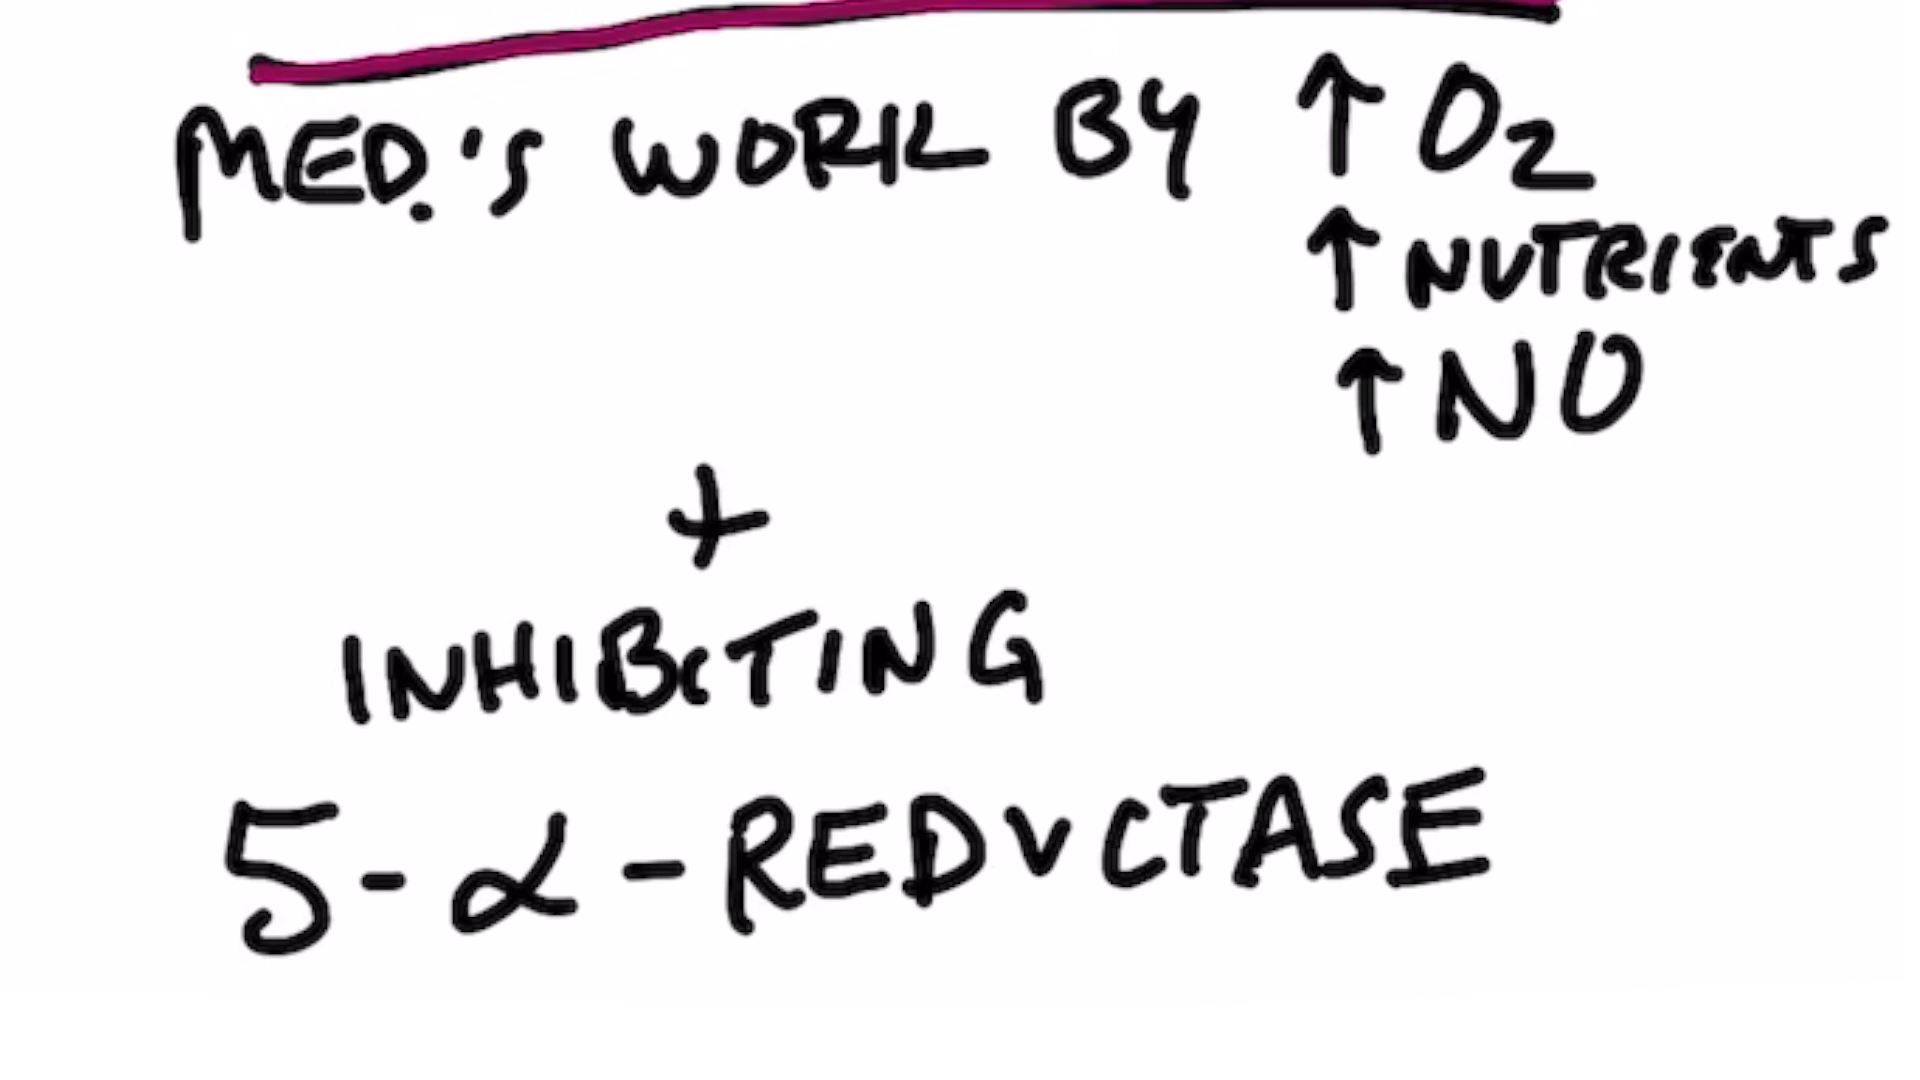 MED.'S WORK BY ↑ O2
↑ NUTRIENTS
↑ NO
+
INHIBITING
5-α-REDUCTASE